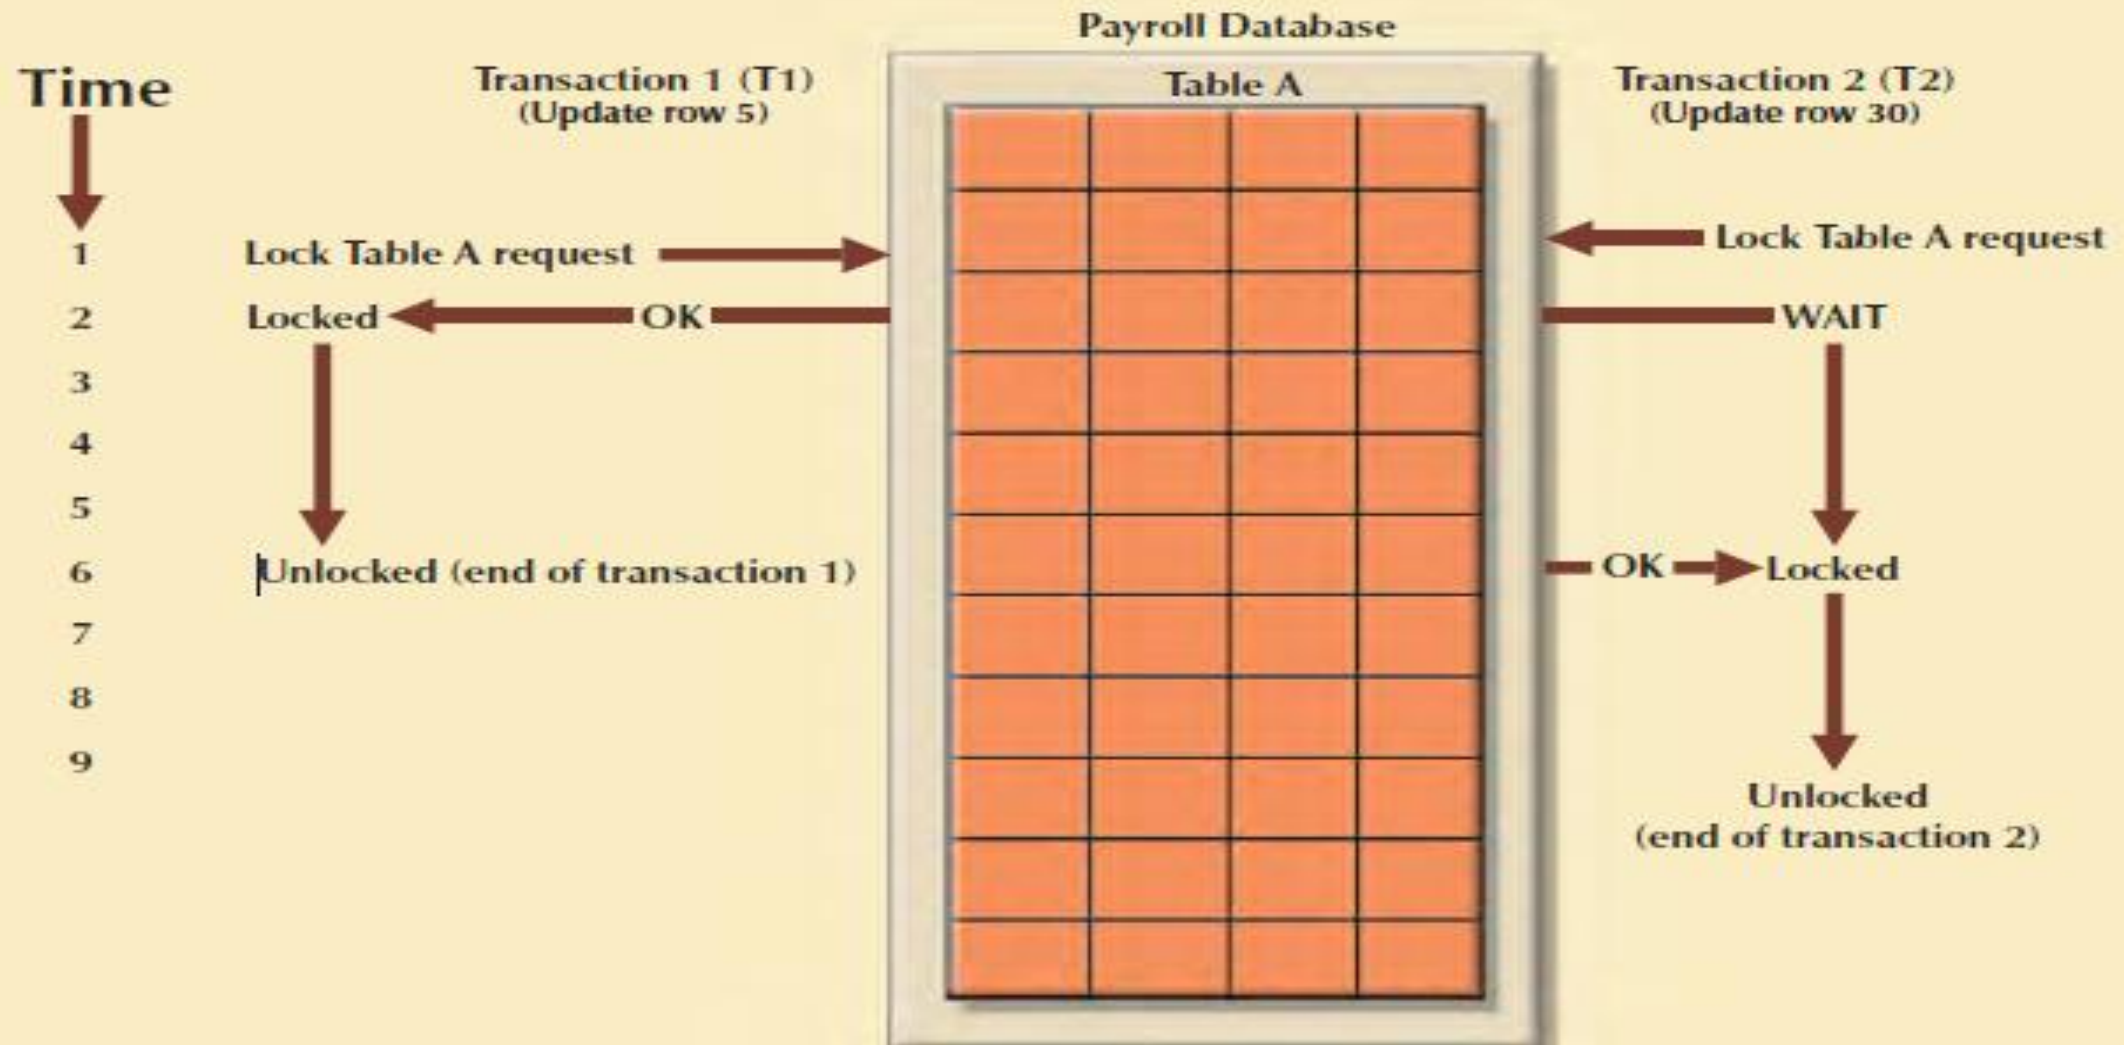 Payroll Database
Time
Transaction 1 (T1)
(Update row 5)
Table A
Transaction 2 (T2)
(Update row 30)
1
Lock Table A request
Lock Table A request
2
Locked
OK
WAIT
3
4
5
6
Unlocked (end of transaction 1)
OK
Locked
7
8
9
Unlocked
(end of transaction 2)